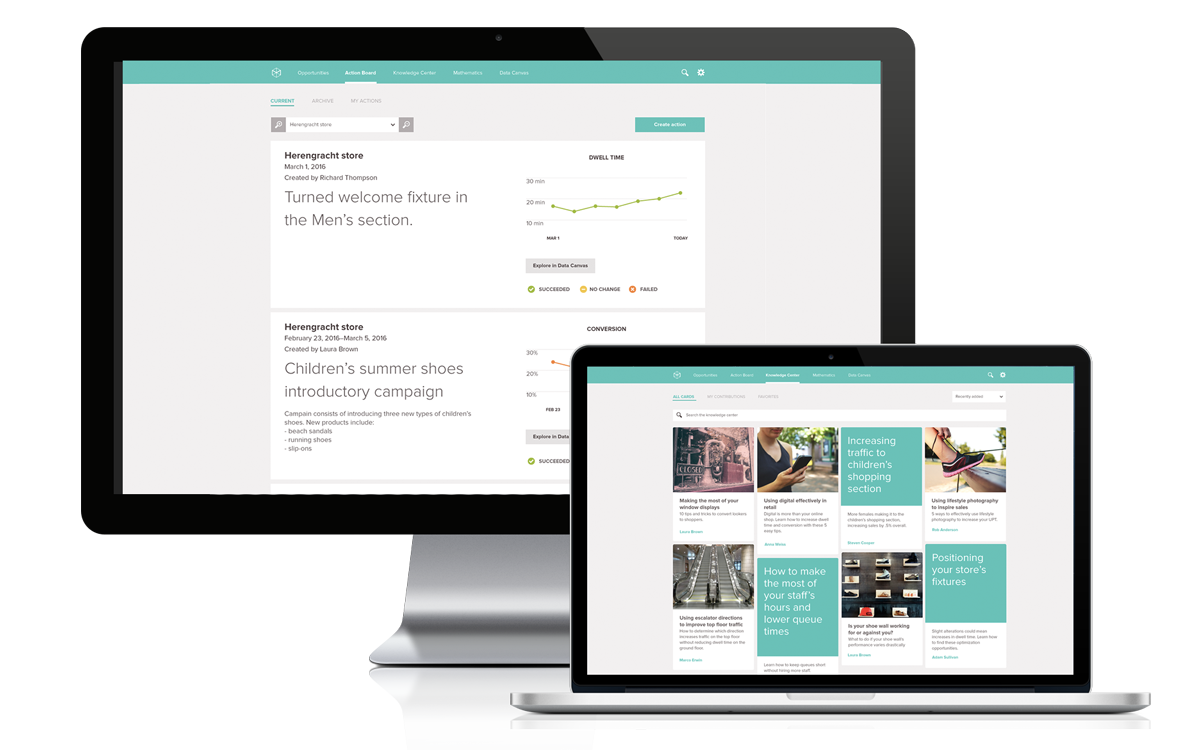 Opportunities
Action Board
Knowledge Center
Mathematics
Data Canvas
CURRENT
ARCHIVE
MY ACTIONS
Herengracht store
Create action
Herengracht store
March 1, 2016
Created by Richard Thompson
Turned welcome fixture in
the Men's section.
DWELL TIME
30 min
20 min
10 min
MAR 1
TODAY
Explore in Data Canvas
SUCCEEDED
NO CHANGE
FAILED
Herengracht store
February 23, 2016–March 5, 2016
Created by Laura Brown
Children's summer shoes
introductory campaign
Campain consists of introducing three new types of children's
shoes. New products include:
- beach sandals
- running shoes
- slip-ons
CONVERSION
30%
20%
10%
FEB 23
Explore in Data
SUCCEEDED
Opportunities
Action Board
Knowledge Center
Mathematics
Data Canvas
ALL CARDS
MY CONTRIBUTIONS
FAVORITES
Recently added
Search the knowledge center
CLOSED
Making the most of your
window displays
10 tips and tricks to convert lookers
to shoppers.
Laura Brown
Using digital effectively in
retail
Digital is more than your online
shop. Learn how to increase dwell
time and conversion with these 5
easy tips
Increasing
traffic to
children's
shopping
section
More females making it to the
children's shopping section,
increasing sales by .5% overall.
Steven Cooper
Using lifestyle photography
to inspire sales
5 ways to effectively use lifestyle
photography to increase your UPT.
Rob Anderson
Using escalator directions
to improve top floor traffic
How to determine which direction
increases traffic on the top floor
without reducing dwell time on the
ground floor.
How to make
the most of
your staff's
hours and
lower queue
times
Learn how to keep queues short
without hiring more staff
Is your shoe wall working
for or against you?
What to do if your shoe wall's
performance varies drastically.
Laura Brown
Positioning
your store's
fixtures
Slight alterations could mean
increases in dwell time. Learn how
to find these optimization
opportunities.
Adam Sullivan